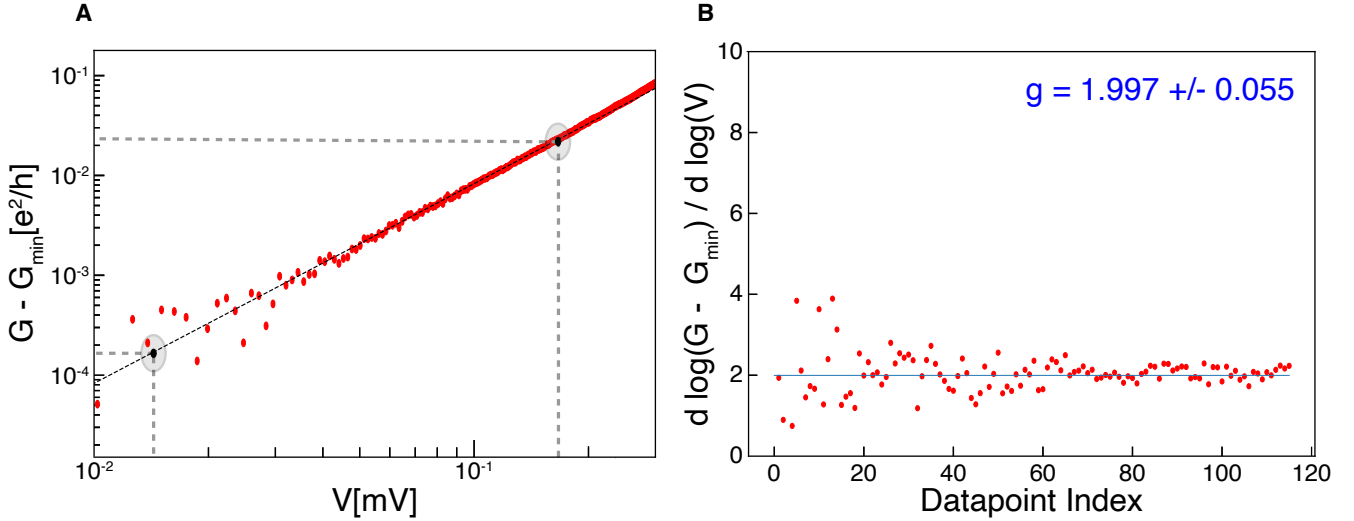 A
B
10⁻¹
10⁻²
10⁻³
10⁻⁴
G - G_min[e²/h]
10⁻²
10⁻¹
V[mV]
g = 1.997 +/- 0.055
10
8
6
4
2
0
d log(G - G_min) / d log(V)
0
20
40
60
80
100
120
Datapoint Index